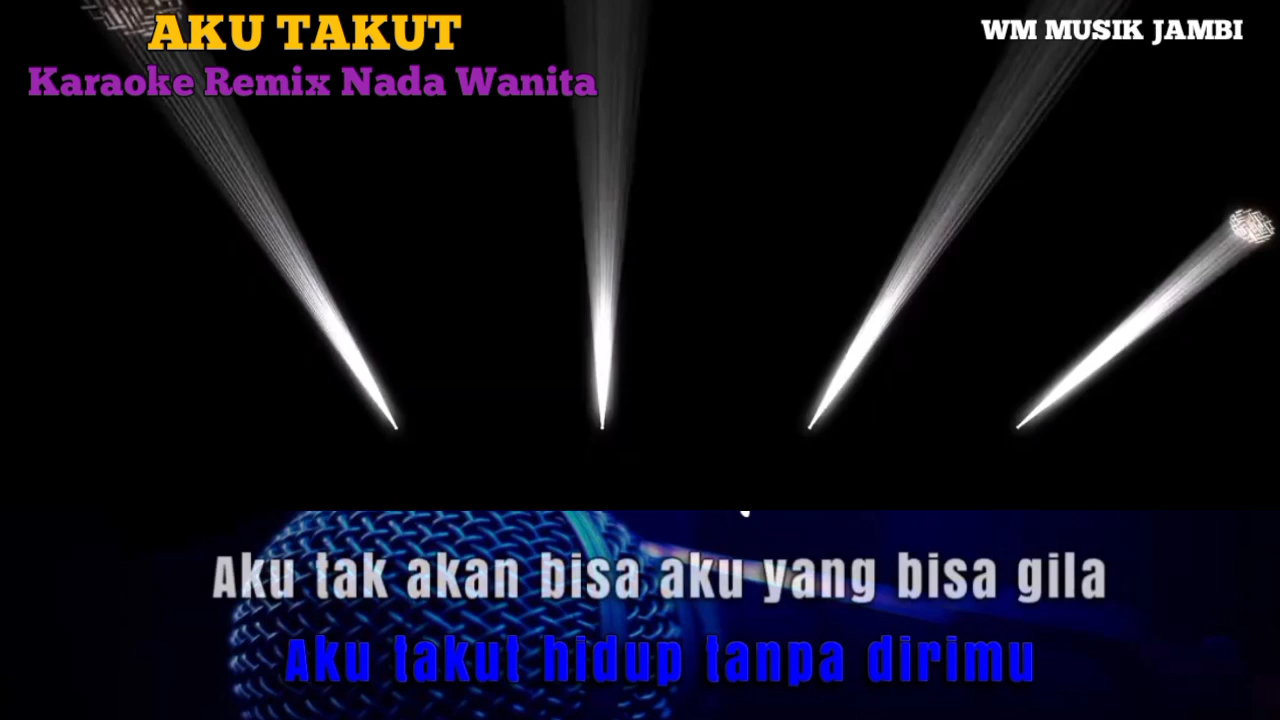 AKU TAKUT
WM MUSIK JAMBI
Karaoke Remix Nada Wanita
Aku tak akan bisa aku yang bisa gila
Aku takut hidup tanpa dirimu